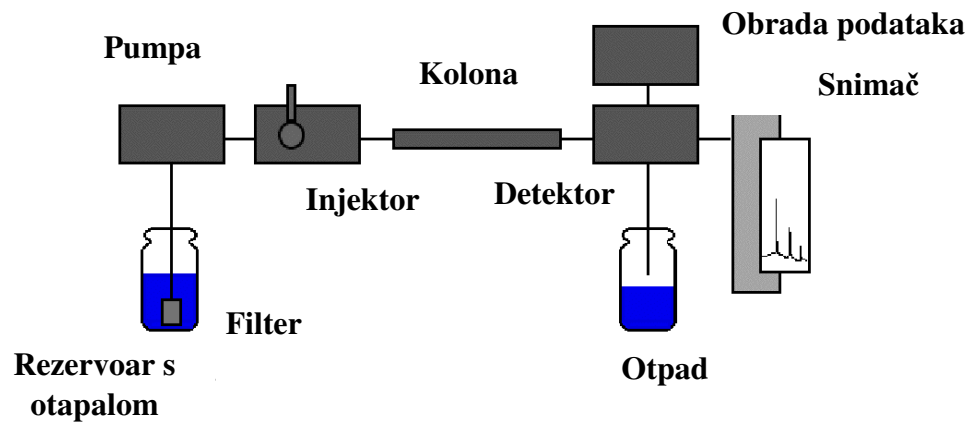 Obrada podataka
Pumpa
Kolona
Snimač
Injektor
Detektor
Filter
Rezervoar s
otapalom
Otpad